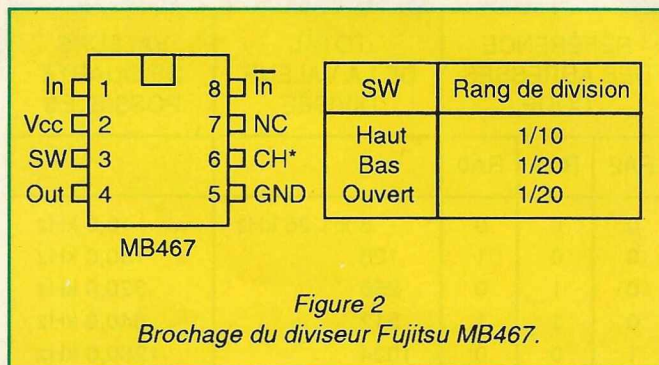 In 1 8 I̅n̅
Vcc 2 7 NC
SW 3 6 CH*
Out 4 5 GND
MB467
SW Rang de division
Haut 1/10
Bas 1/20
Ouvert 1/20
Figure 2
Brochage du diviseur Fujitsu MB467.